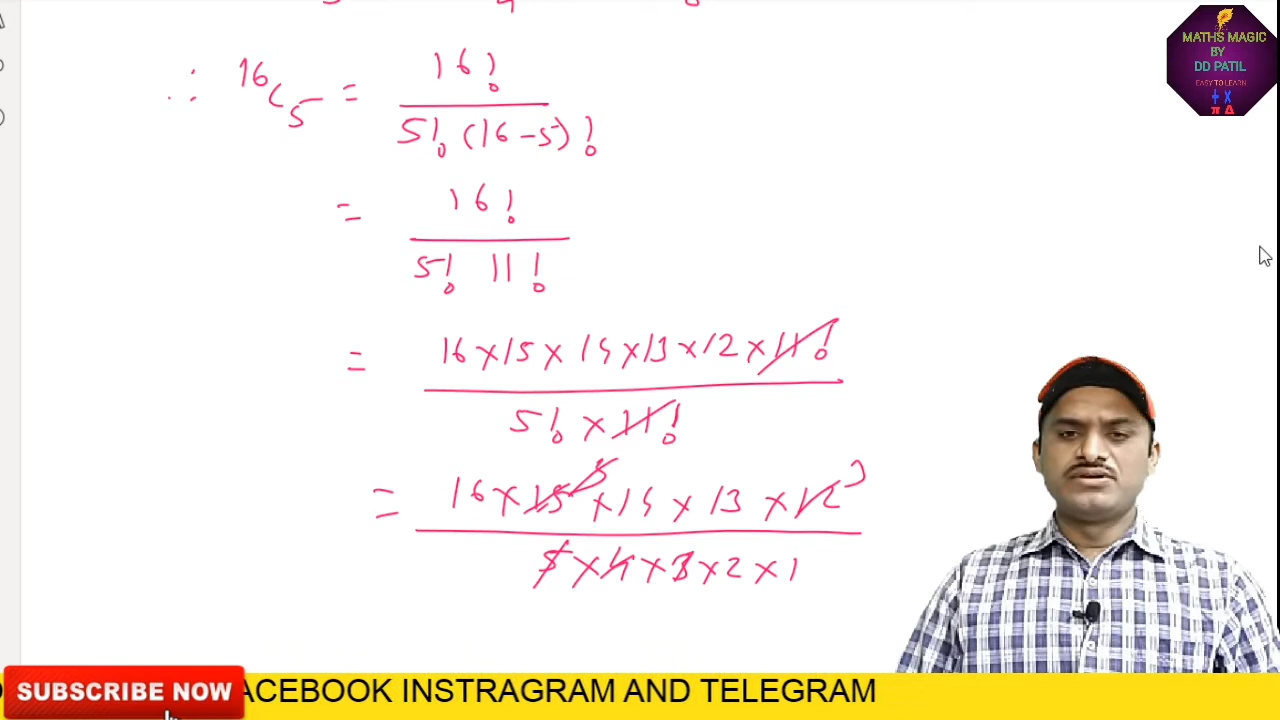 ∴ 16C5 = 16! / 5! (16-5)!
= 16! / 5! 11!
= 16 × 15 × 14 × 13 × 12 × 11! / 5! × 11!
= 16 × 15 × 14 × 13 × 12 3 / 5 × 4 × 3 × 2 × 1
MATHS MAGIC
BY
DD PATIL
EASY TO LEARN
+ X
π Δ
SUBSCRIBE NOW
ACEBOOK INSTRAGRAM AND TELEGRAM